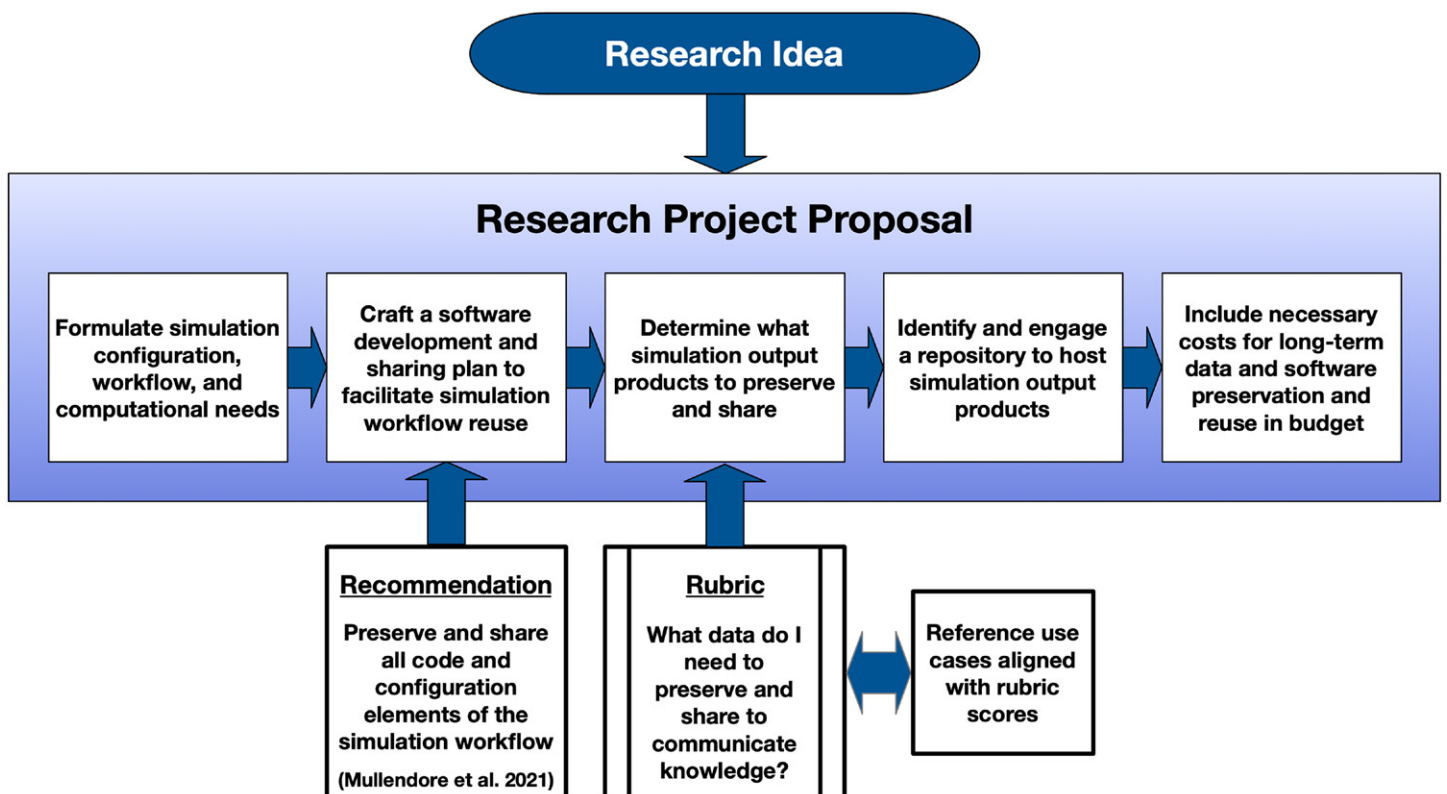 Research Idea
Research Project Proposal
Formulate simulation
configuration,
workflow, and
computational needs
Craft a software
development and
sharing plan to
facilitate simulation
workflow reuse
Determine what
simulation output
products to preserve
and share
Identify and engage
a repository to host
simulation output
products
Include necessary
costs for long-term
data and software
preservation and
reuse in budget
Recommendation
Preserve and share
all code and
configuration
elements of the
simulation workflow
(Mullendore et al. 2021)
Rubric
What data do I
need to
preserve and
share to
communicate
knowledge?
Reference use
cases aligned
with rubric
scores